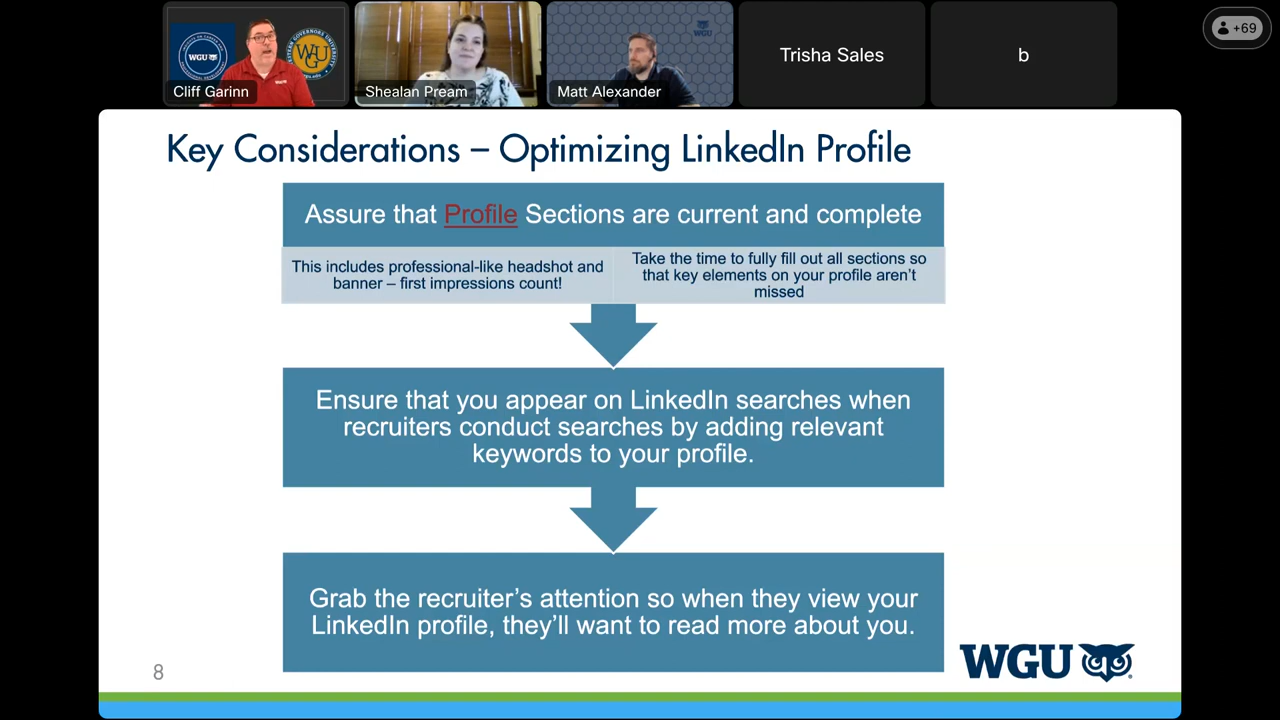 WGU
WGU
WGU
+69
Cliff Garinn
Shealan Pream
Matt Alexander
Trisha Sales
b
Key Considerations – Optimizing LinkedIn Profile
Assure that Profile Sections are current and complete
This includes professional-like headshot and
banner – first impressions count!
Take the time to fully fill out all sections so
that key elements on your profile aren't
missed
Ensure that you appear on LinkedIn searches when
recruiters conduct searches by adding relevant
keywords to your profile.
Grab the recruiter's attention so when they view your
LinkedIn profile, they'll want to read more about you.
8
WGU